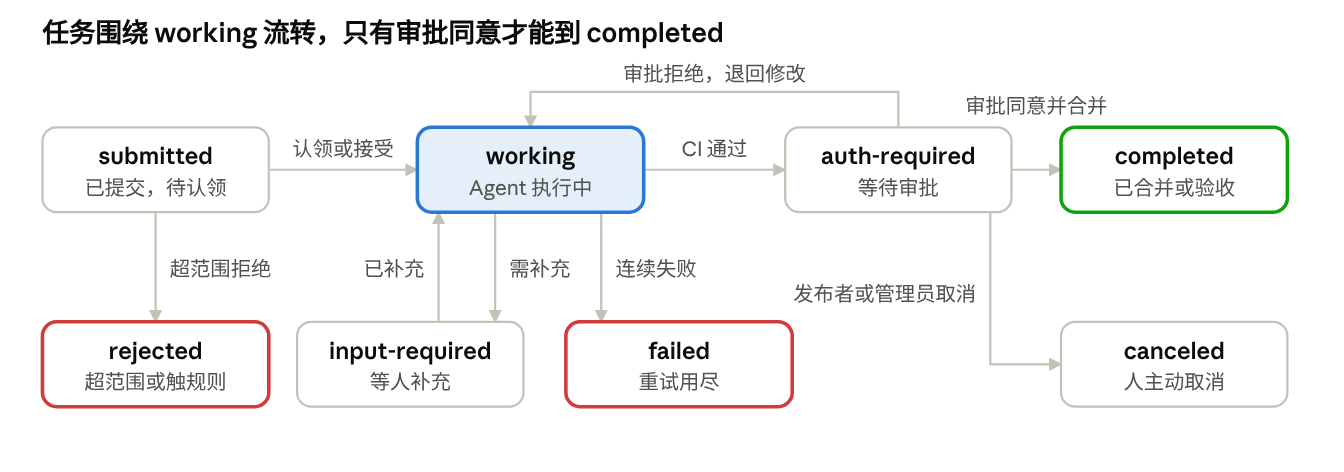 任务围绕 working 流转，只有审批同意才能到 completed
审批拒绝，退回修改
审批同意并合并
submitted
已提交，待认领
认领或接受
working
Agent 执行中
CI 通过
auth-required
等待审批
completed
已合并或验收
超范围拒绝
已补充
需补充
连续失败
发布者或管理员取消
rejected
超范围或触规则
input-required
等人补充
failed
重试用尽
canceled
人主动取消